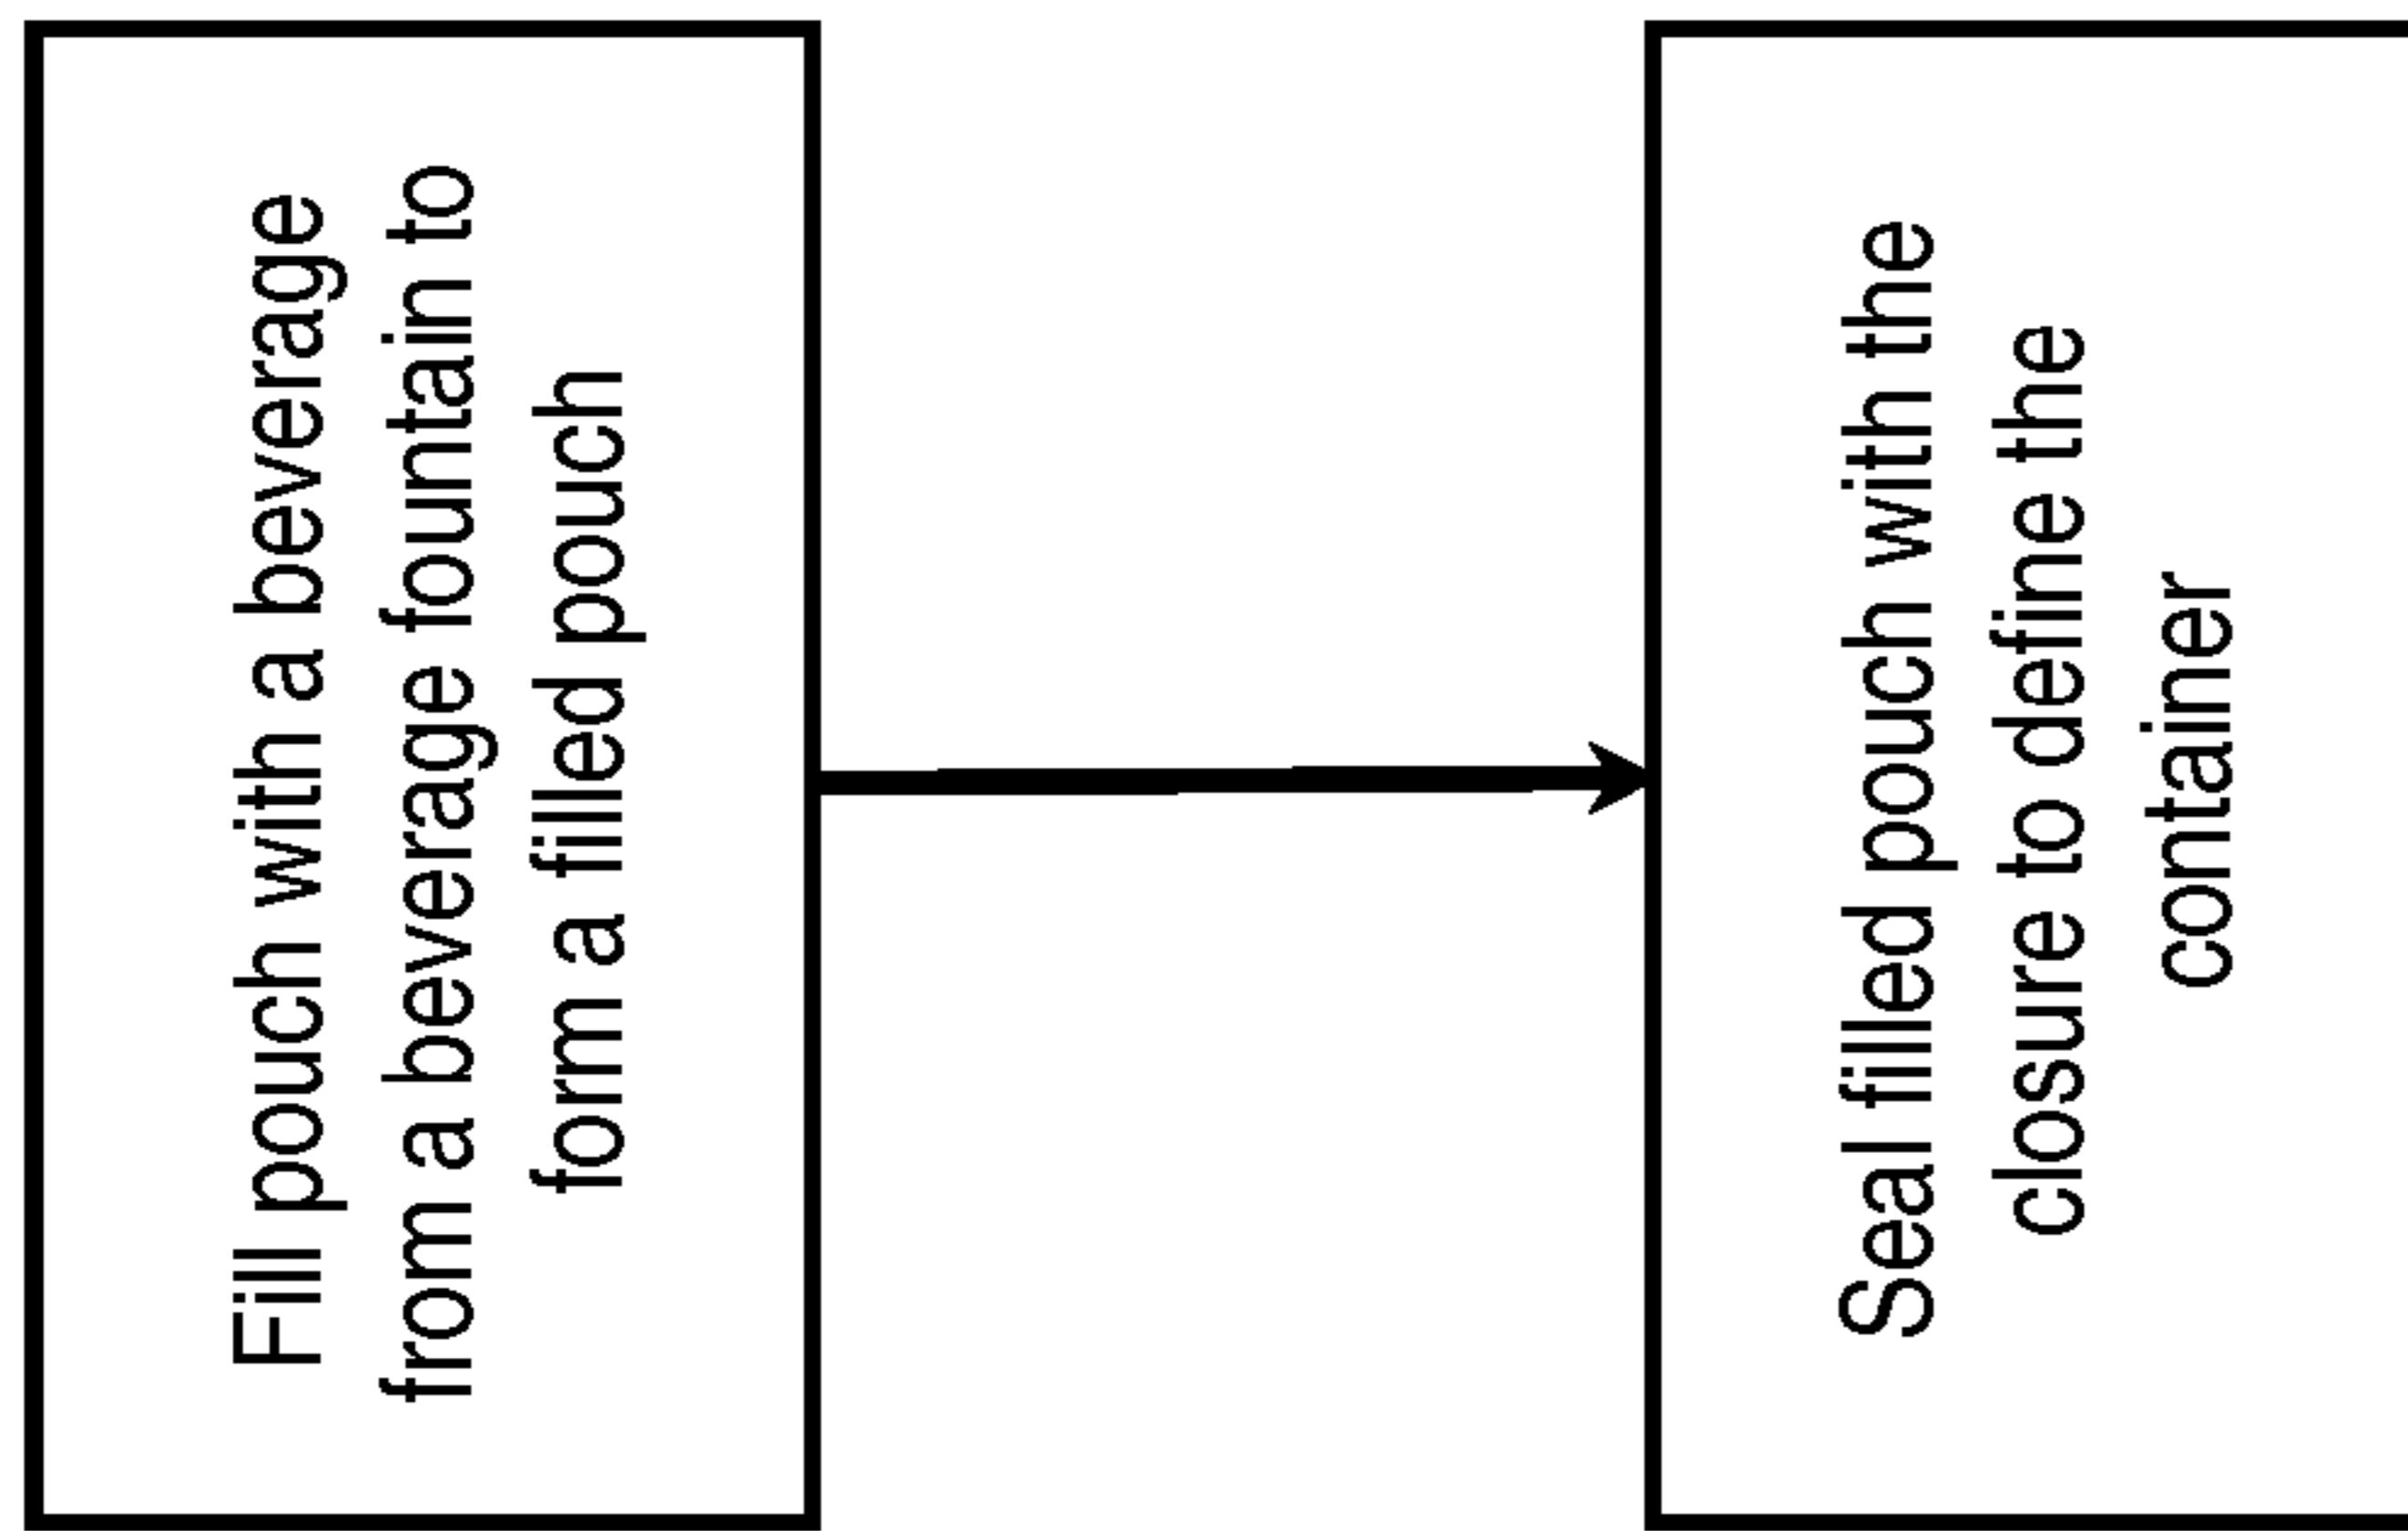 Fill pouch with a beverage
from a beverage fountain to
form a filled pouch
Seal filled pouch with the
closure to define the
container